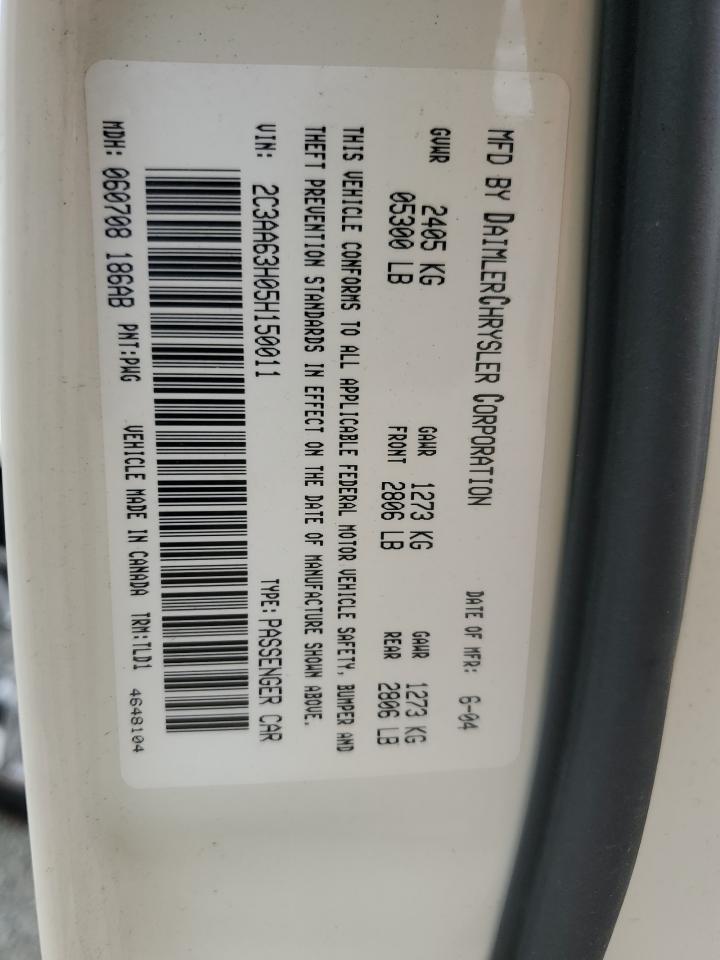 MFD BY DAIMLERCHRYSLER CORPORATION DATE OF MFR: 6-04
GVWR 2405 KG GAWR 1273 KG GAWR 1273 KG
05300 LB FRONT 2806 LB REAR 2806 LB
THIS VEHICLE CONFORMS TO ALL APPLICABLE FEDERAL MOTOR VEHICLE SAFETY, BUMPER AND
THEFT PREVENTION STANDARDS IN EFFECT ON THE DATE OF MANUFACTURE SHOWN ABOVE.
VIN: 2C3AA63H05H150011 TYPE: PASSENGER CAR
MDH: 060708 186AB PNT:PWG VEHICLE MADE IN CANADA TRM:TLD1 4648104